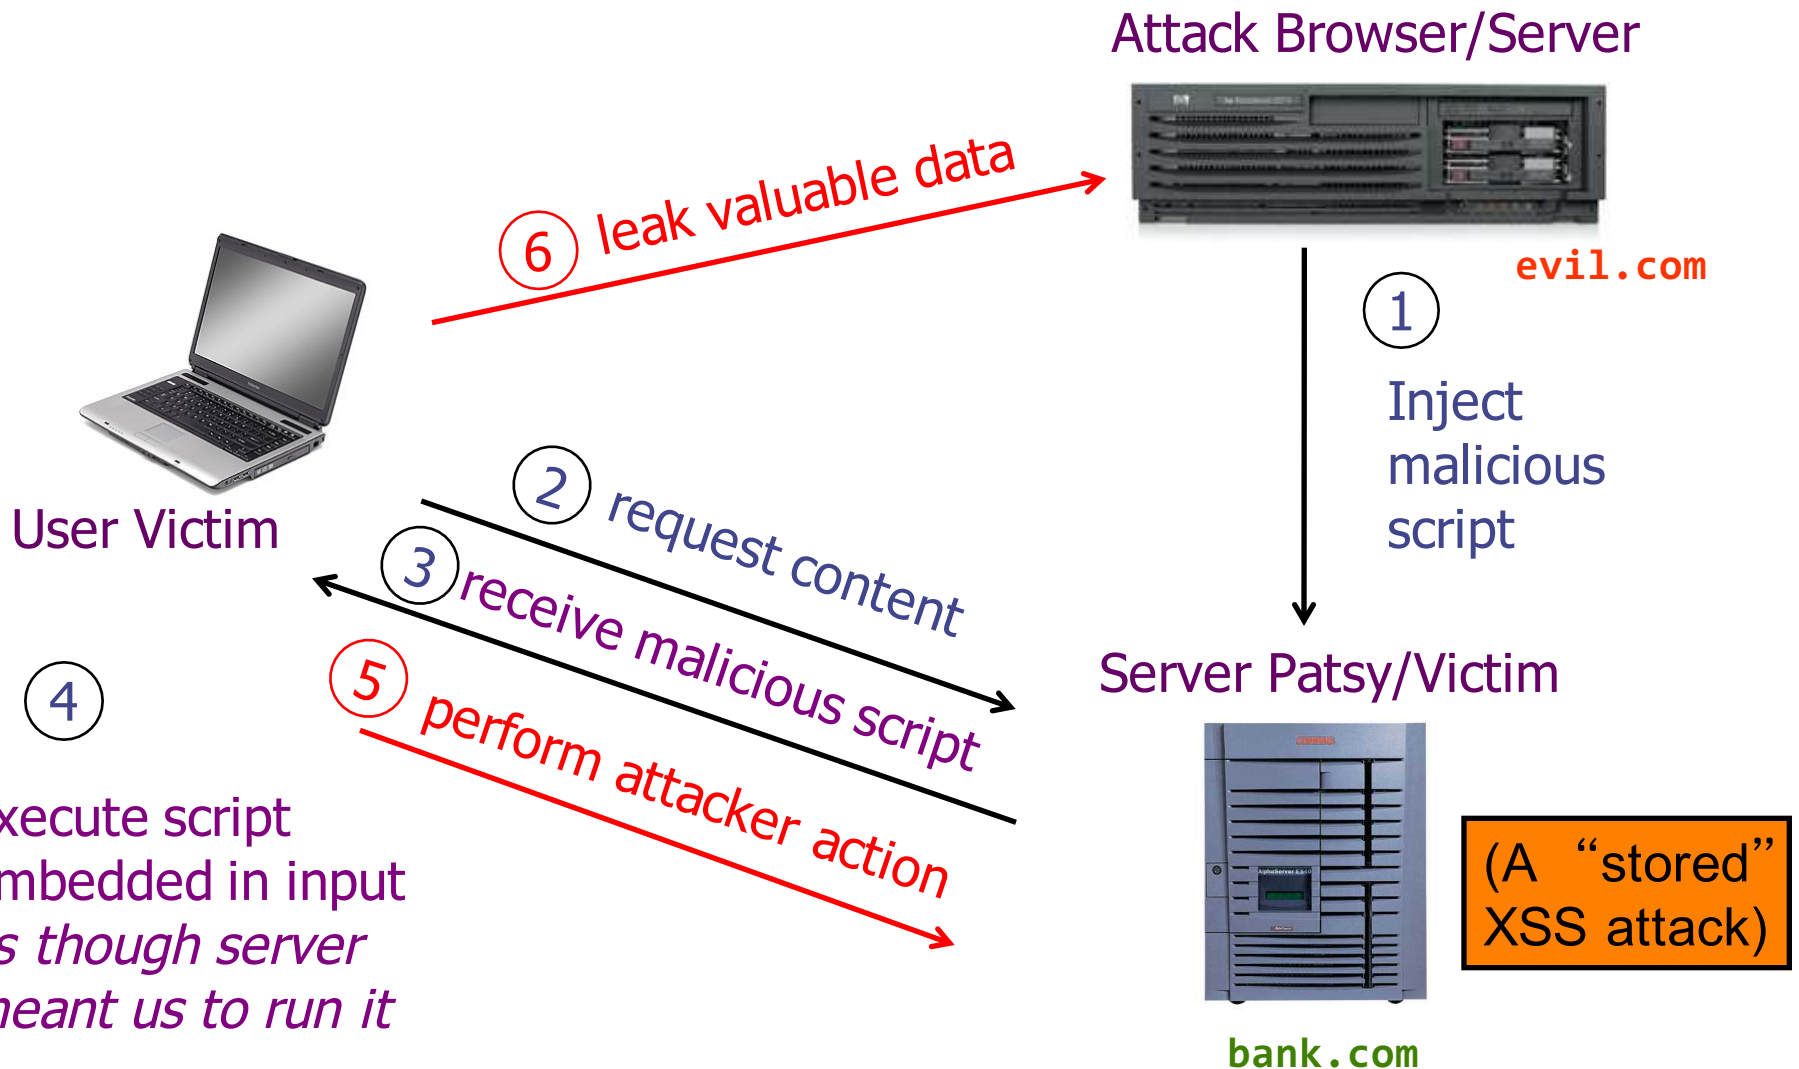 Attack Browser/Server
evil.com
6 leak valuable data
1
Inject
malicious
script
User Victim
2 request content
3 receive malicious script
4
xecute script
mbedded in input
s though server
neant us to run it
5 perform attacker action
Server Patsy/Victim
AlphaServer ES40
(A “stored”
XSS attack)
bank.com